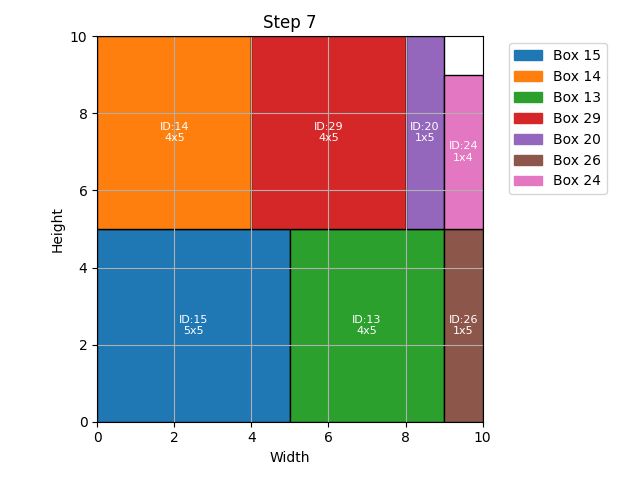 Step 7
Height
10
8
6
4
2
0
ID:14
4x5
ID:29
4x5
ID:20
1x5
ID:24
1x4
ID:15
5x5
ID:13
4x5
ID:26
1x5
0 2 4 6 8 10
Width
Box 15
Box 14
Box 13
Box 29
Box 20
Box 26
Box 24